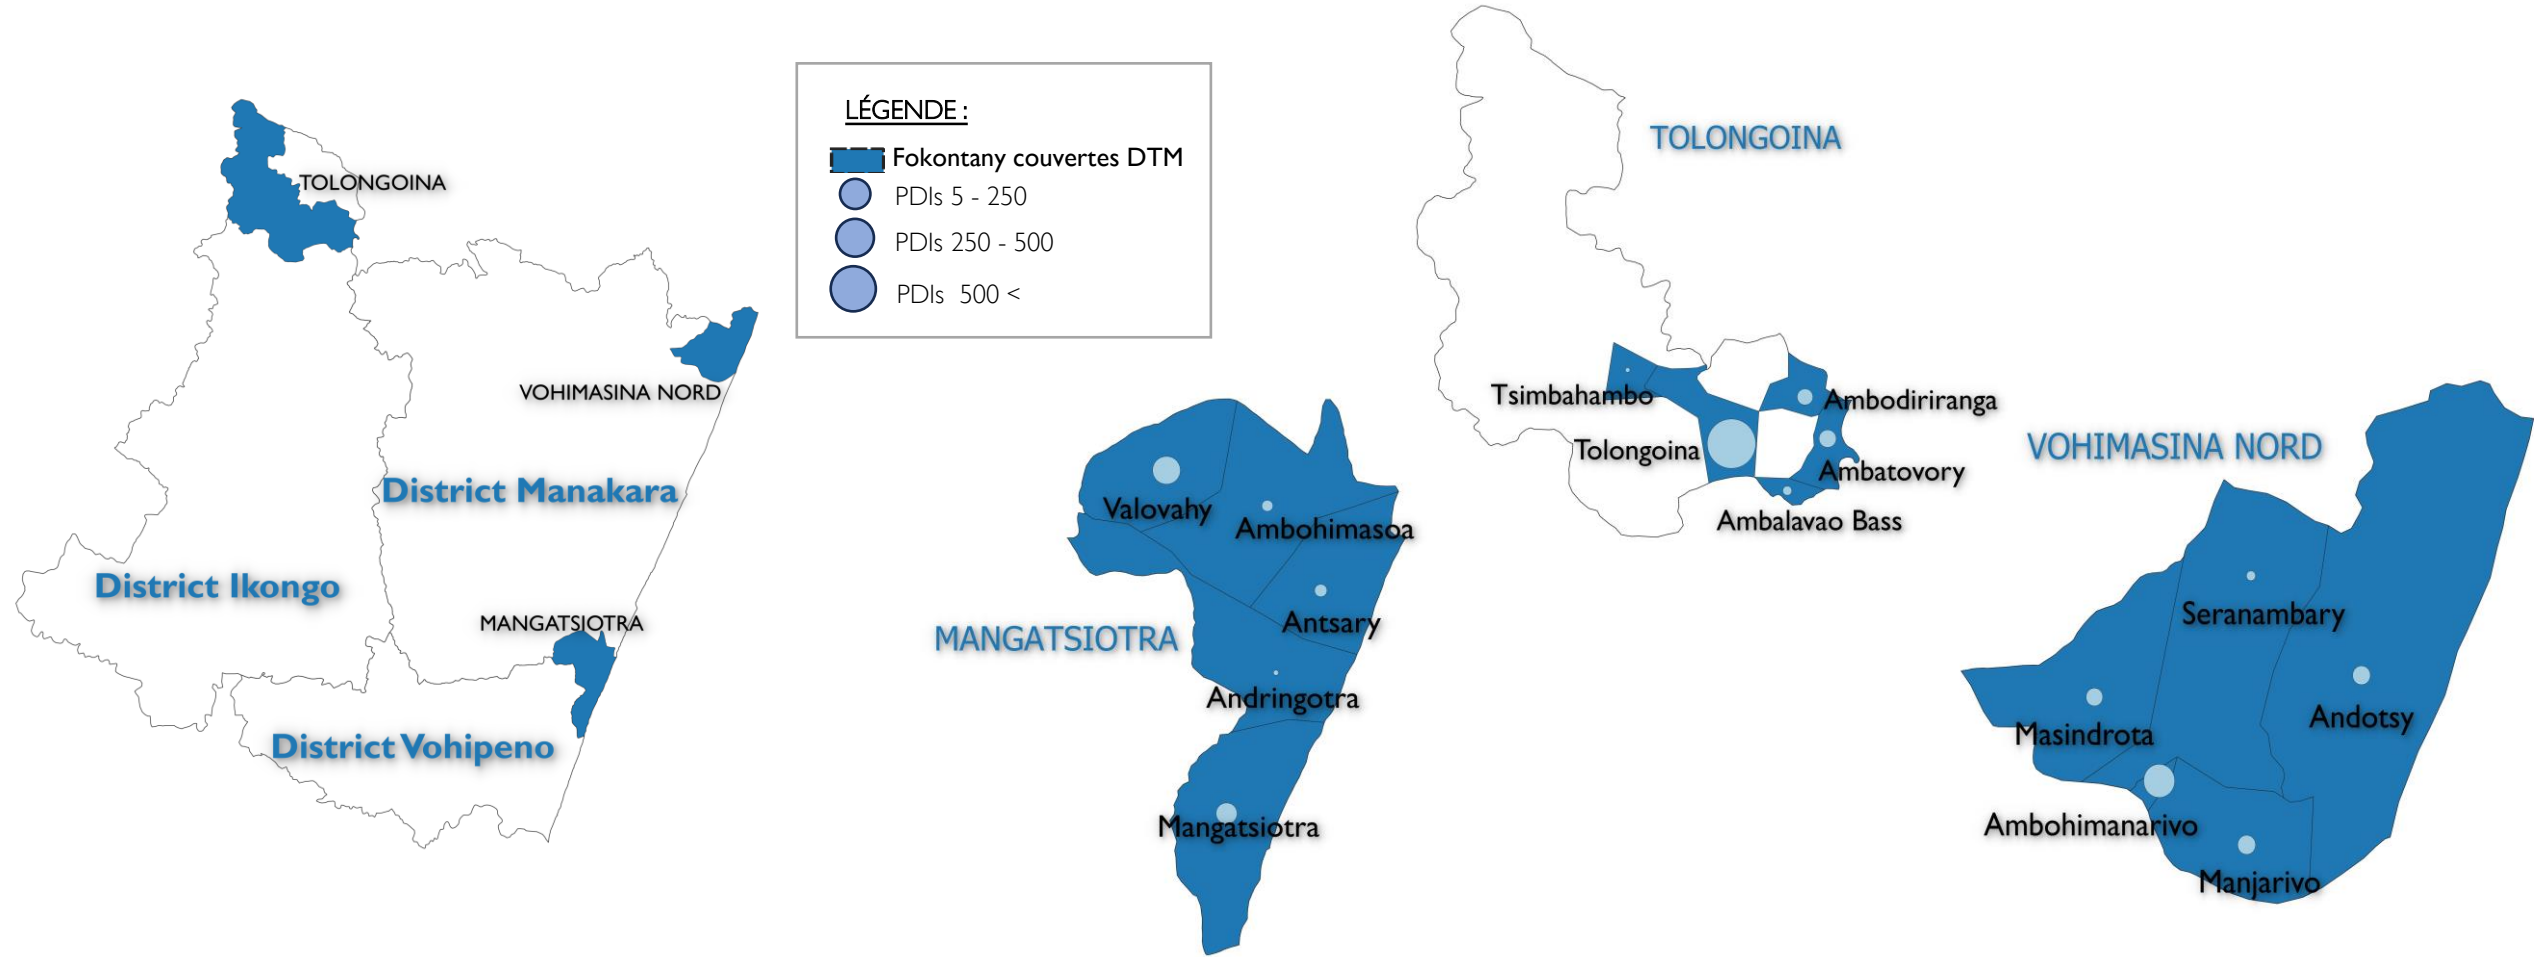 TOLONGOINA
VOHIMASINA NORD
District Manakara
District Ikongo
MANGATSIOTRA
District Vohipeno
LÉGENDE :
Fokontany couvertes DTM
PDIs 5 - 250
PDIs 250 - 500
PDIs 500 <
TOLONGOINA
Tsimbahambo
Ambodiriranga
Tolongoina
Ambatovory
Ambalavao Bass
MANGATSIOTRA
Valovahy
Ambohimasoa
Antsary
Andringotra
Mangatsiotra
VOHIMASINA NORD
Seranambary
Andotsy
Masindrota
Ambohimanarivo
Manjarivo